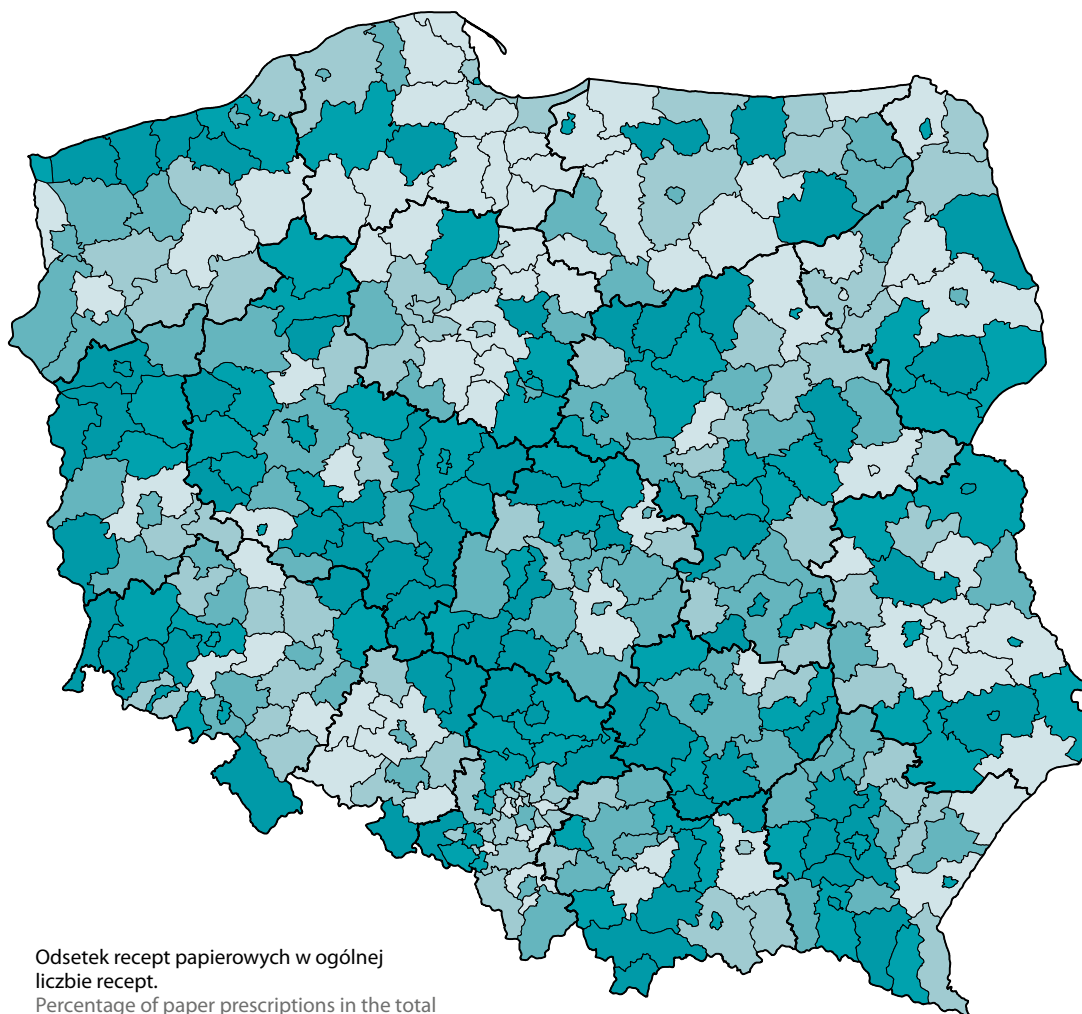 Odsetek recept papierowych w ogólnej
liczbie recept.
Percentage of paper prescriptions in the total